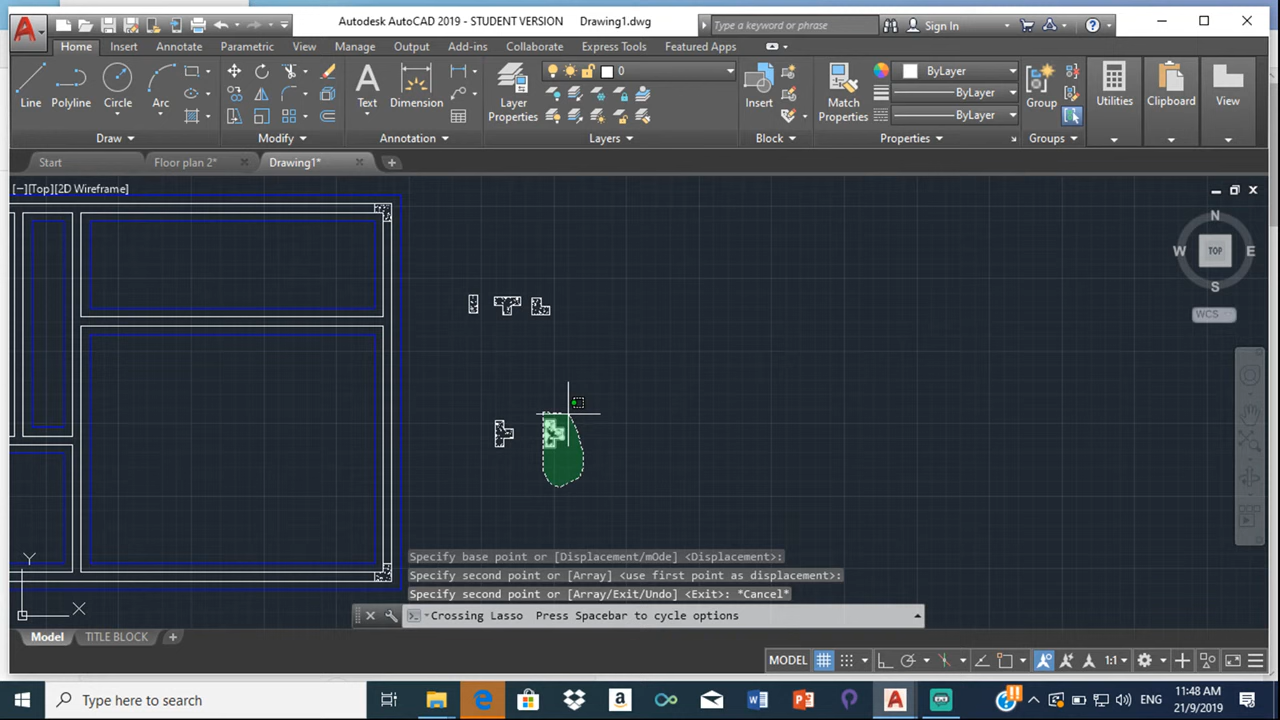 Autodesk AutoCAD 2019 - STUDENT VERSION Drawing1.dwg
Type a keyword or phrase
Sign In
Home Insert Annotate Parametric View Manage Output Add-ins Collaborate Express Tools Featured Apps
0
ByLayer
Line Polyline Circle Arc Text Dimension Layer Properties Insert Match Properties Group Utilities Clipboard View
ByLayer
ByLayer
Draw Modify Annotation Layers Block Properties Groups
Start Floor plan 2* Drawing1*
[−][Top][2D Wireframe]
N
W TOP E
S
WCS
Specify base point or [Displacement/mOde] <Displacement>:
Specify second point or [Array] <use first point as displacement>:
Specify second point or [Array/Exit/Undo] <Exit>: *Cancel*
Crossing Lasso Press Spacebar to cycle options
Y
X
Model TITLE BLOCK
MODEL 1:1
Type here to search
ENG
11:48 AM
21/9/2019